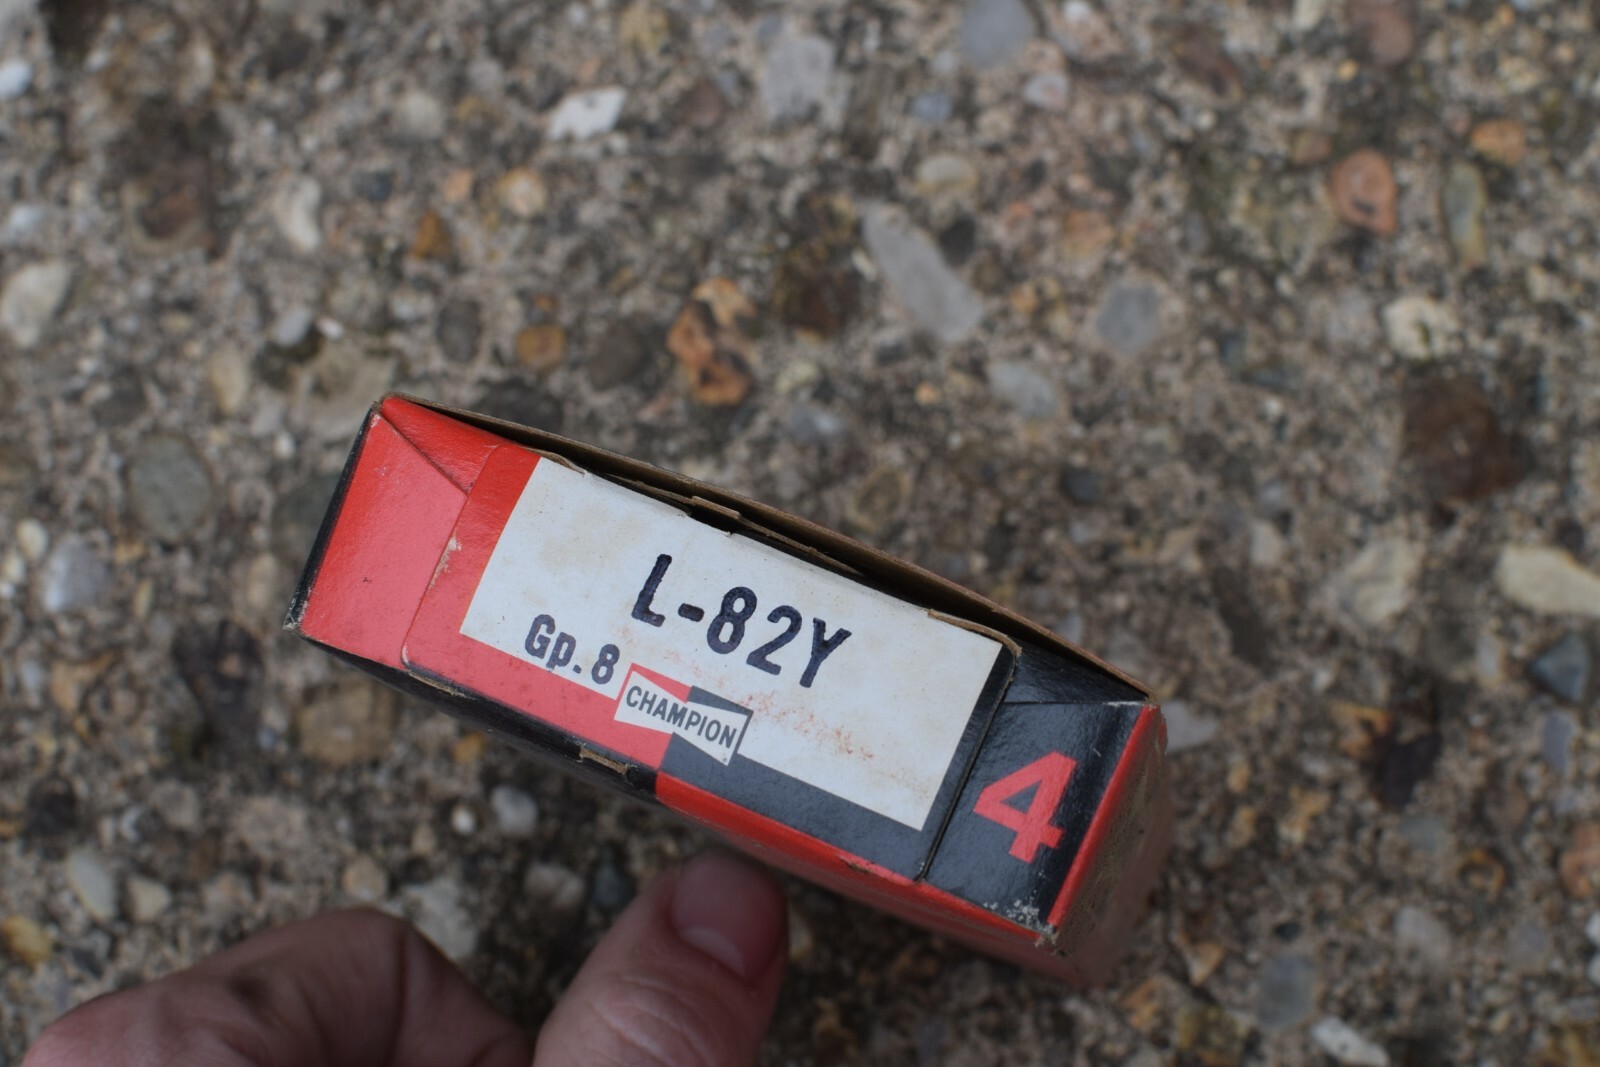 L-82Y
Gp. 8
CHAMPION
4